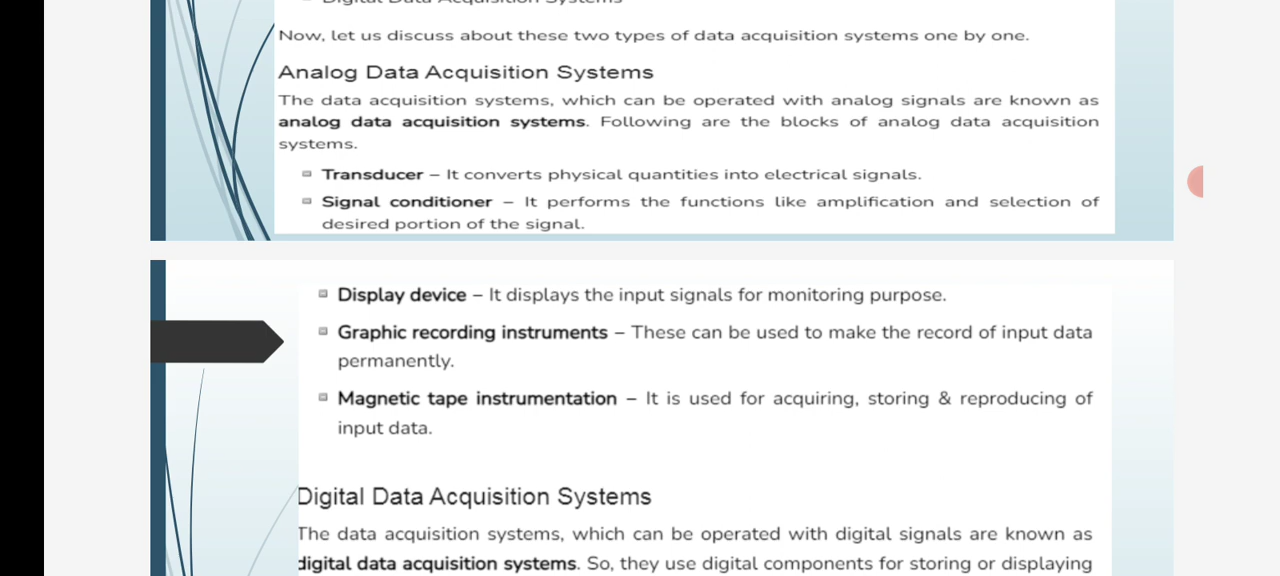 Digital Data Acquisition Systems
Now, let us discuss about these two types of data acquisition systems one by one.
Analog Data Acquisition Systems
The data acquisition systems, which can be operated with analog signals are known as
analog data acquisition systems. Following are the blocks of analog data acquisition
systems.
Transducer – It converts physical quantities into electrical signals.
Signal conditioner – It performs the functions like amplification and selection of
desired portion of the signal.
Display device – It displays the input signals for monitoring purpose.
Graphic recording instruments – These can be used to make the record of input data
permanently.
Magnetic tape instrumentation – It is used for acquiring, storing & reproducing of
input data.
Digital Data Acquisition Systems
The data acquisition systems, which can be operated with digital signals are known as
digital data acquisition systems. So, they use digital components for storing or displaying